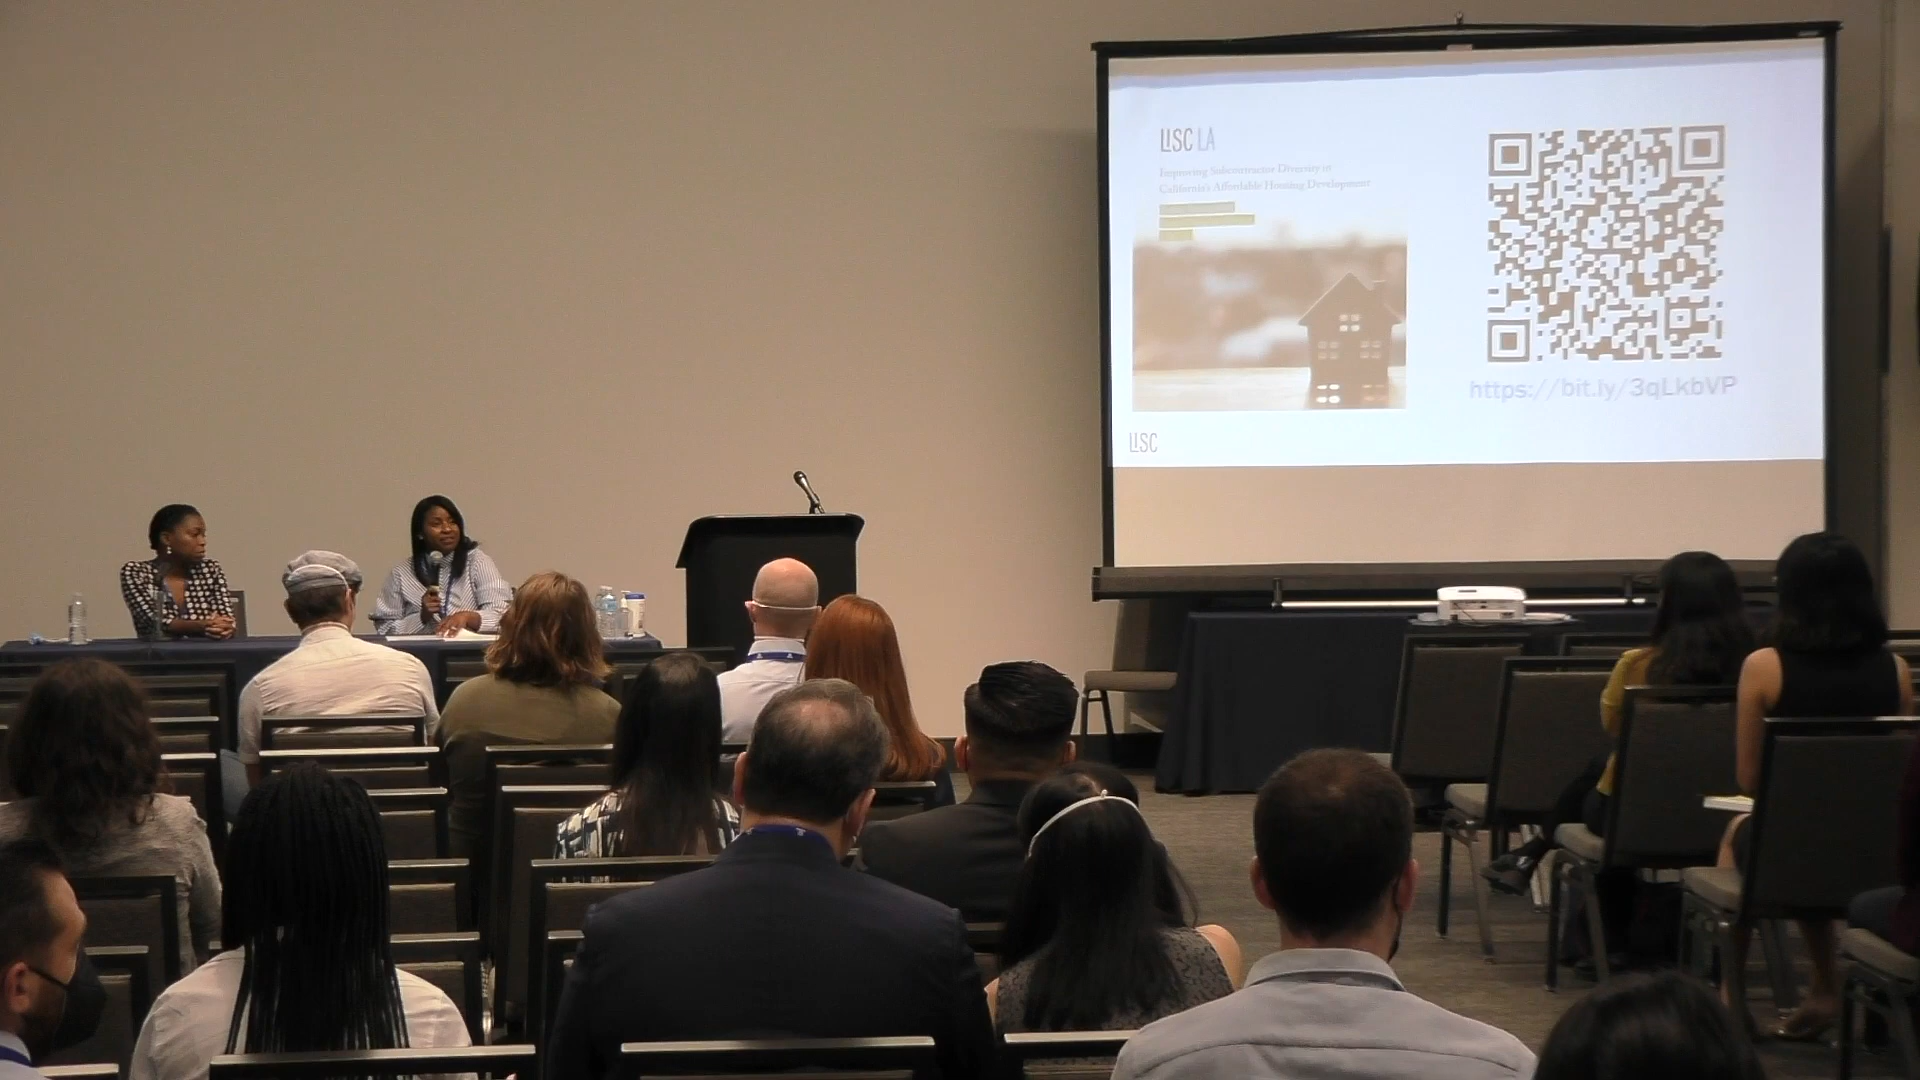 LISC LA
Improving Subcontractor Diversity in
California's Affordable Housing Development
https://bit.ly/3qLkbVP
LISC